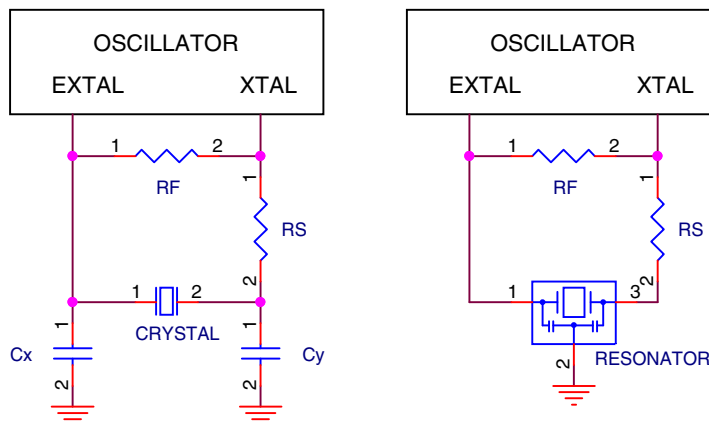 OSCILLATOR
EXTAL XTAL
1 2
RF
1
RS
2
1 2
CRYSTAL
1
Cx
2
1
Cy
2
OSCILLATOR
EXTAL XTAL
1 2
RF
1
RS
2
1 3
RESONATOR
2